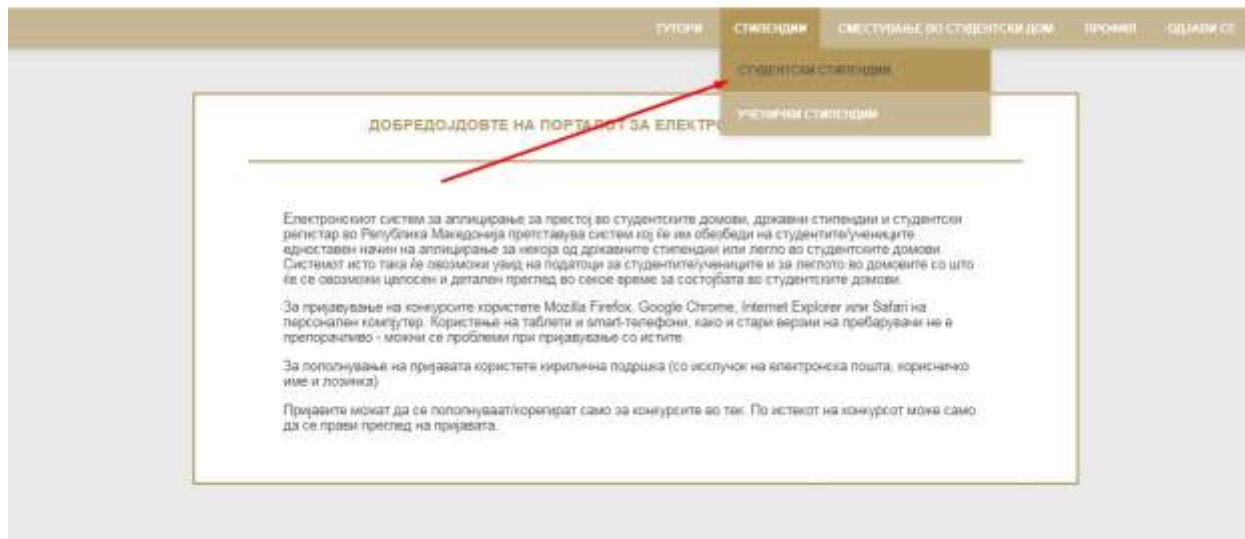 ТУТОРИ СТИПЕНДИИ СМЕСТУВАЊЕ ВО СТУДЕНТСКИ ДОМ ПРОФИЛ ОДЈАВИ СЕ
СТУДЕНТСКИ СТИПЕНДИИ
УЧЕНИЧКИ СТИПЕНДИИ
ДОБРЕДОЈДОВТЕ НА ПОРТАЛОТ ЗА ЕЛЕКТРО
Електронскиот систем за аплицирање за престој во студентските домови, државни стипендии и студентски
регистар во Република Македонија претставува систем кој ќе им обезбеди на студентите/учениците
едноставен начин на аплицирање за некоја од државните стипендии или легло во студентските домови.
Системот исто така ќе овозможи увид на податоци за студентите/учениците и за леглото во домовите со што
ќе се овозможи целосен и детален преглед во секое време за состојбата во студентските домови.
За пријавување на конкурсите користете Mozilla Firefox, Google Chrome, Internet Explorer или Safari на
персонален компјутер. Користење на таблети и smart-телефони, како и стари верзии на пребарувачи не е
препорачливо - можни се проблеми при пријавување со истите.
За пополнување на пријавата користете кирилична подршка (со исклучок на електронска пошта, корисничко
име и лозинка)
Пријавите можат да се пополнуваат/корегират само за конкурсите во тек. По истекот на конкурсот може само
да се прави преглед на пријавата.